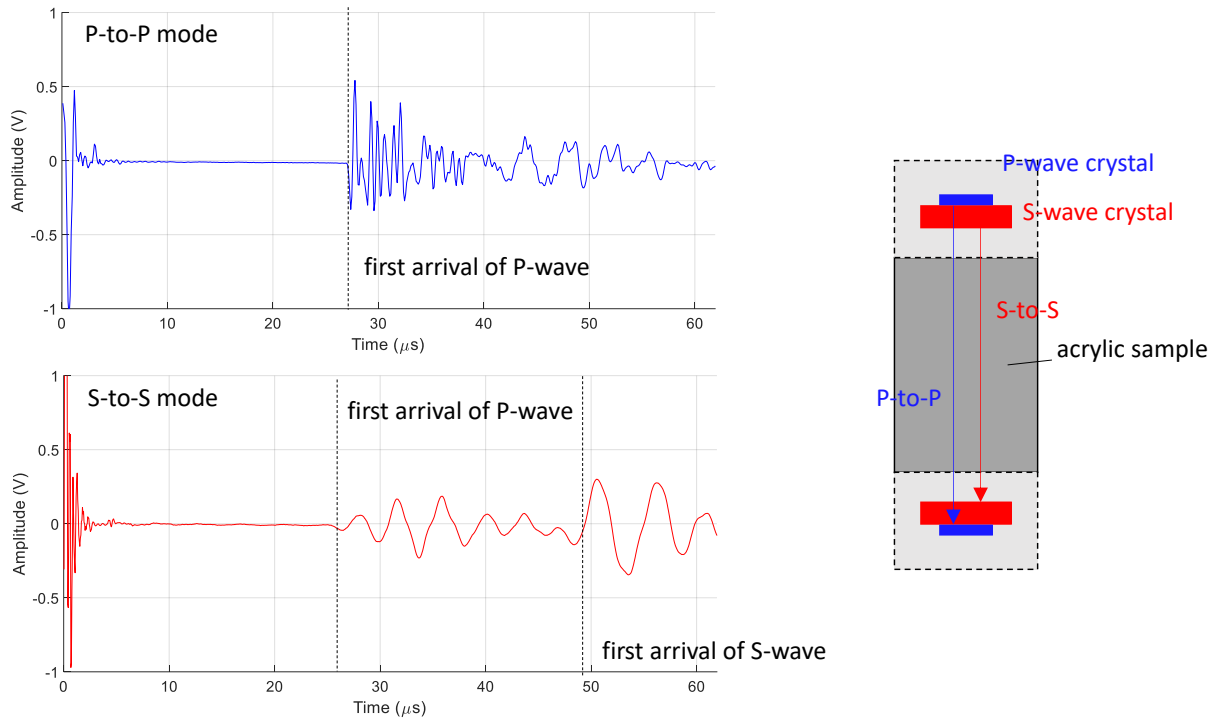 P-to-P mode
1
0.5
0
-0.5
-1
Amplitude (V)
first arrival of P-wave
0
10
20
30
40
50
60
Time (μs)
S-to-S mode
1
0.5
0
-0.5
-1
Amplitude (V)
first arrival of P-wave
first arrival of S-wave
0
10
20
30
40
50
60
Time (μs)
P-wave crystal
S-wave crystal
S-to-S
acrylic sample
P-to-P